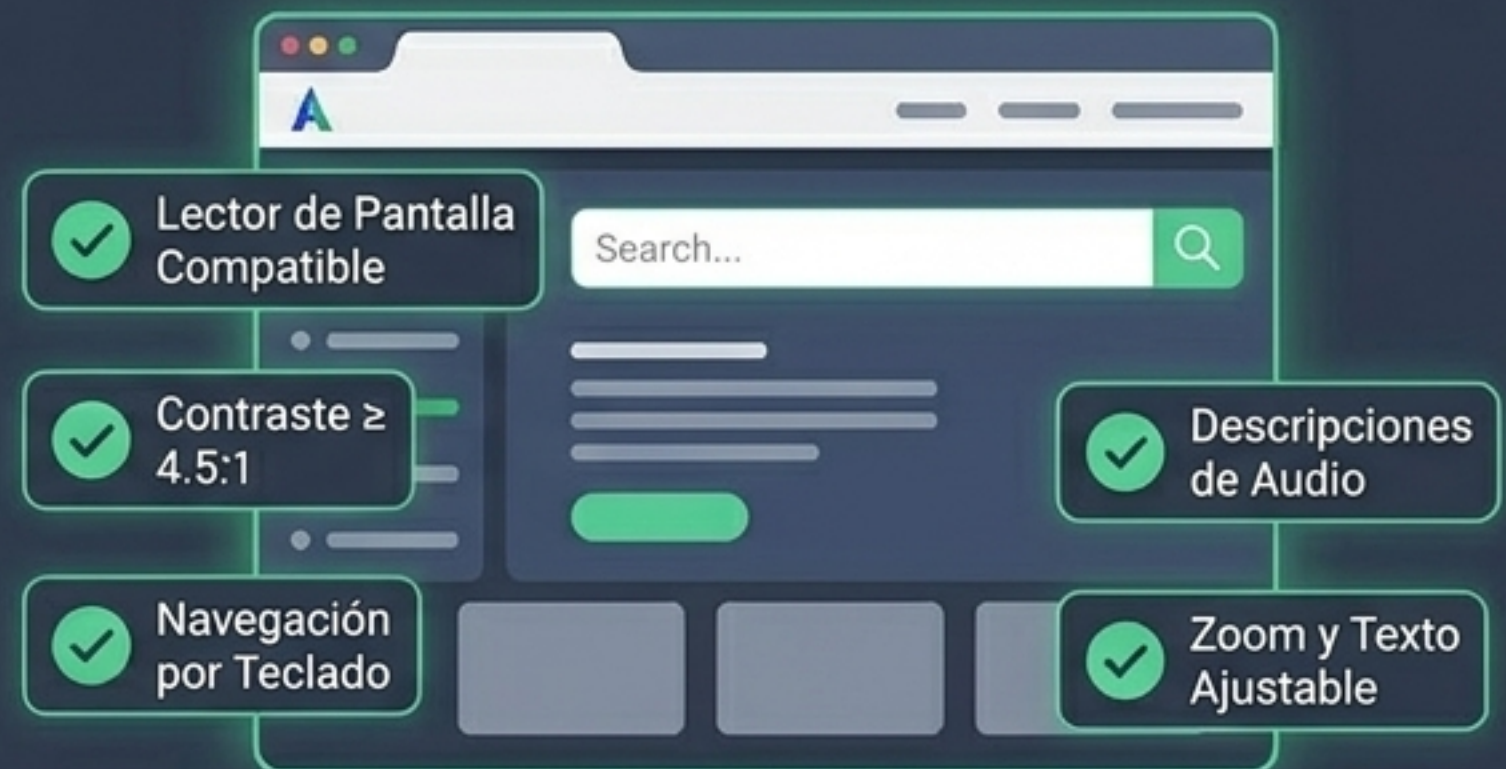 Search...
Lector de Pantalla
Compatible
Contraste ≥
4.5:1
Navegación
por Teclado
Descripciones
de Audio
Zoom y Texto
Ajustable